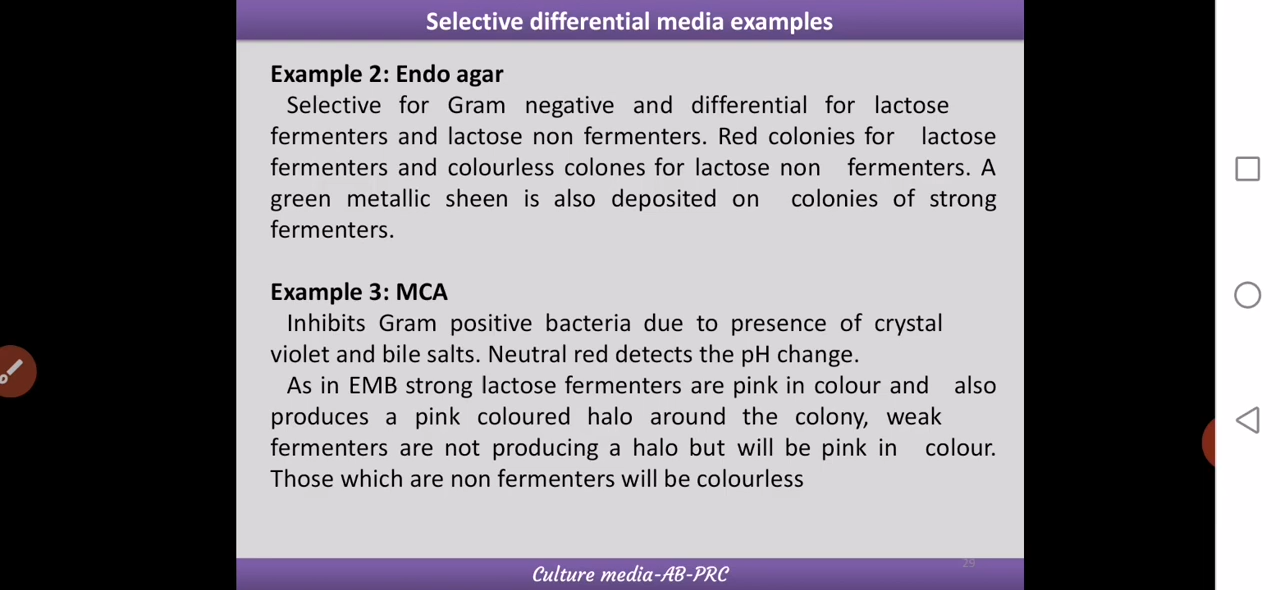 Selective differential media examples
Example 2: Endo agar
Selective for Gram negative and differential for lactose
fermenters and lactose non fermenters. Red colonies for lactose
fermenters and colourless colones for lactose non fermenters. A
green metallic sheen is also deposited on colonies of strong
fermenters.
Example 3: MCA
Inhibits Gram positive bacteria due to presence of crystal
violet and bile salts. Neutral red detects the pH change.
As in EMB strong lactose fermenters are pink in colour and also
produces a pink coloured halo around the colony, weak
fermenters are not producing a halo but will be pink in colour.
Those which are non fermenters will be colourless
29
Culture media-AB-PRC